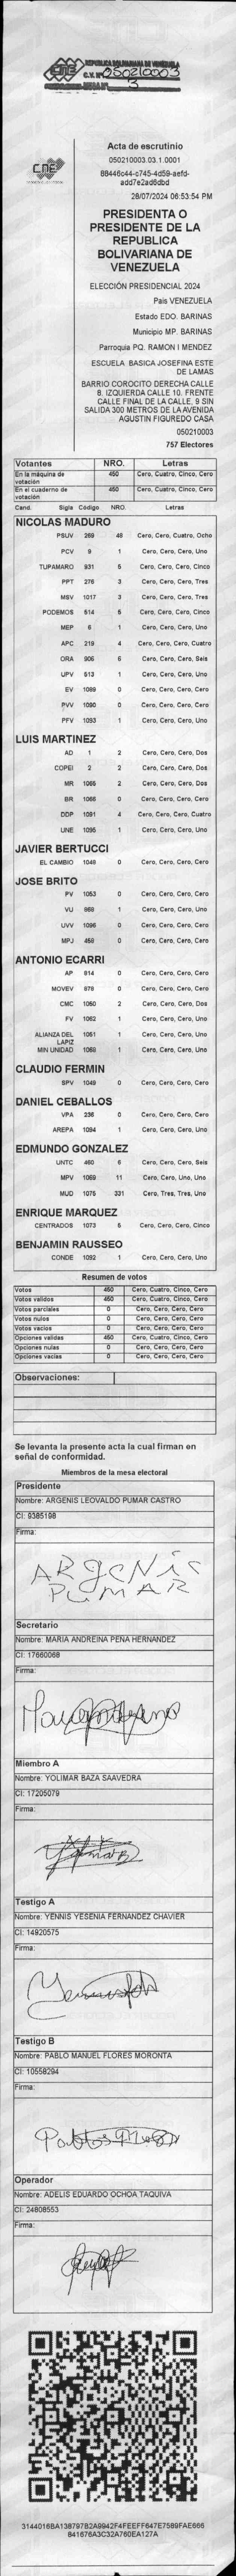 CNE
REPUBLICA BOLIVARIANA DE VENEZUELA
C.V. Nº 050210003
3
CNE
Acta de escrutinio
050210003.03.1.0001
88446c44-c745-4d59-aefd-
add7e2ad6dbd
28/07/2024 06:53:54 PM
PRESIDENTA O
PRESIDENTE DE LA
REPUBLICA
BOLIVARIANA DE
VENEZUELA
ELECCIÓN PRESIDENCIAL 2024
Pais VENEZUELA
Estado EDO. BARINAS
Municipio MP. BARINAS
Parroquia PQ. RAMON I MENDEZ
ESCUELA BASICA JOSEFINA ESTE
DE LAMAS
BARRIO COROCITO DERECHA CALLE
8. IZQUIERDA CALLE 10. FRENTE
CALLE FINAL DE LA CALLE, 9 SIN
SALIDA 300 METROS DE LA AVENIDA
AGUSTIN FIGUREDO CASA
050210003
757 Electores
Votantes NRO. Letras
En la máquina de votación 450 Cero, Cuatro, Cinco, Cero
En el cuaderno de votación 450 Cero, Cuatro, Cinco, Cero
Cand. Sigla Código NRO. Letras
NICOLAS MADURO
PSUV 269 48 Cero, Cero, Cuatro, Ocho
PCV 9 1 Cero, Cero, Cero, Uno
TUPAMARO 931 5 Cero, Cero, Cero, Cinco
PPT 276 3 Cero, Cero, Cero, Tres
MSV 1017 3 Cero, Cero, Cero, Tres
PODEMOS 514 5 Cero, Cero, Cero, Cinco
MEP 6 1 Cero, Cero, Cero, Uno
APC 219 4 Cero, Cero, Cero, Cuatro
ORA 906 6 Cero, Cero, Cero, Seis
UPV 513 1 Cero, Cero, Cero, Uno
EV 1089 0 Cero, Cero, Cero, Cero
PVV 1090 0 Cero, Cero, Cero, Cero
PFV 1093 1 Cero, Cero, Cero, Uno
LUIS MARTINEZ
AD 1 2 Cero, Cero, Cero, Dos
COPEI 2 2 Cero, Cero, Cero, Dos
MR 1065 2 Cero, Cero, Cero, Dos
BR 1066 0 Cero, Cero, Cero, Cero
DDP 1091 4 Cero, Cero, Cero, Cuatro
UNE 1095 1 Cero, Cero, Cero, Uno
JAVIER BERTUCCI
EL CAMBIO 1048 0 Cero, Cero, Cero, Cero
JOSE BRITO
PV 1053 0 Cero, Cero, Cero, Cero
VU 868 1 Cero, Cero, Cero, Uno
UVV 1096 0 Cero, Cero, Cero, Cero
MPJ 458 0 Cero, Cero, Cero, Cero
ANTONIO ECARRI
AP 814 0 Cero, Cero, Cero, Cero
MOVEV 878 0 Cero, Cero, Cero, Cero
CMC 1050 2 Cero, Cero, Cero, Dos
FV 1062 1 Cero, Cero, Cero, Uno
ALIANZA DEL LAPIZ 1051 1 Cero, Cero, Cero, Uno
MIN UNIDAD 1068 1 Cero, Cero, Cero, Uno
CLAUDIO FERMIN
SPV 1049 0 Cero, Cero, Cero, Cero
DANIEL CEBALLOS
VPA 236 0 Cero, Cero, Cero, Cero
AREPA 1094 1 Cero, Cero, Cero, Uno
EDMUNDO GONZALEZ
UNTC 460 6 Cero, Cero, Cero, Seis
MPV 1069 11 Cero, Cero, Uno, Uno
MUD 1075 331 Cero, Tres, Tres, Uno
ENRIQUE MARQUEZ
CENTRADOS 1073 5 Cero, Cero, Cero, Cinco
BENJAMIN RAUSSEO
CONDE 1092 1 Cero, Cero, Cero, Uno
Resumen de votos
Votos 450 Cero, Cuatro, Cinco, Cero
Votos validos 450 Cero, Cuatro, Cinco, Cero
Votos parciales 0 Cero, Cero, Cero, Cero
Votos nulos 0 Cero, Cero, Cero, Cero
Votos vacios 0 Cero, Cero, Cero, Cero
Opciones validas 450 Cero, Cuatro, Cinco, Cero
Opciones nulas 0 Cero, Cero, Cero, Cero
Opciones vacias 0 Cero, Cero, Cero, Cero
Observaciones:
Se levanta la presente acta la cual firman en
señal de conformidad.
Miembros de la mesa electoral
Presidente
Nombre: ARGENIS LEOVALDO PUMAR CASTRO
CI: 9385198
Firma:
ARgeNis
PUMAR
Secretario
Nombre: MARIA ANDREINA PENA HERNANDEZ
CI: 17660068
Firma:
Miembro A
Nombre: YOLIMAR BAZA SAAVEDRA
CI: 17205079
Firma:
Testigo A
Nombre: YENNIS YESENIA FERNANDEZ CHAVIER
CI: 14920575
Firma:
Testigo B
Nombre: PABLO MANUEL FLORES MORONTA
CI: 10558294
Firma:
Operador
Nombre: ADELIS EDUARDO OCHOA TAQUIVA
CI: 24808553
Firma:
3144016BA138797B2A9942F4FEEFF647E7589FAE666
841676A3C32A760EA127A